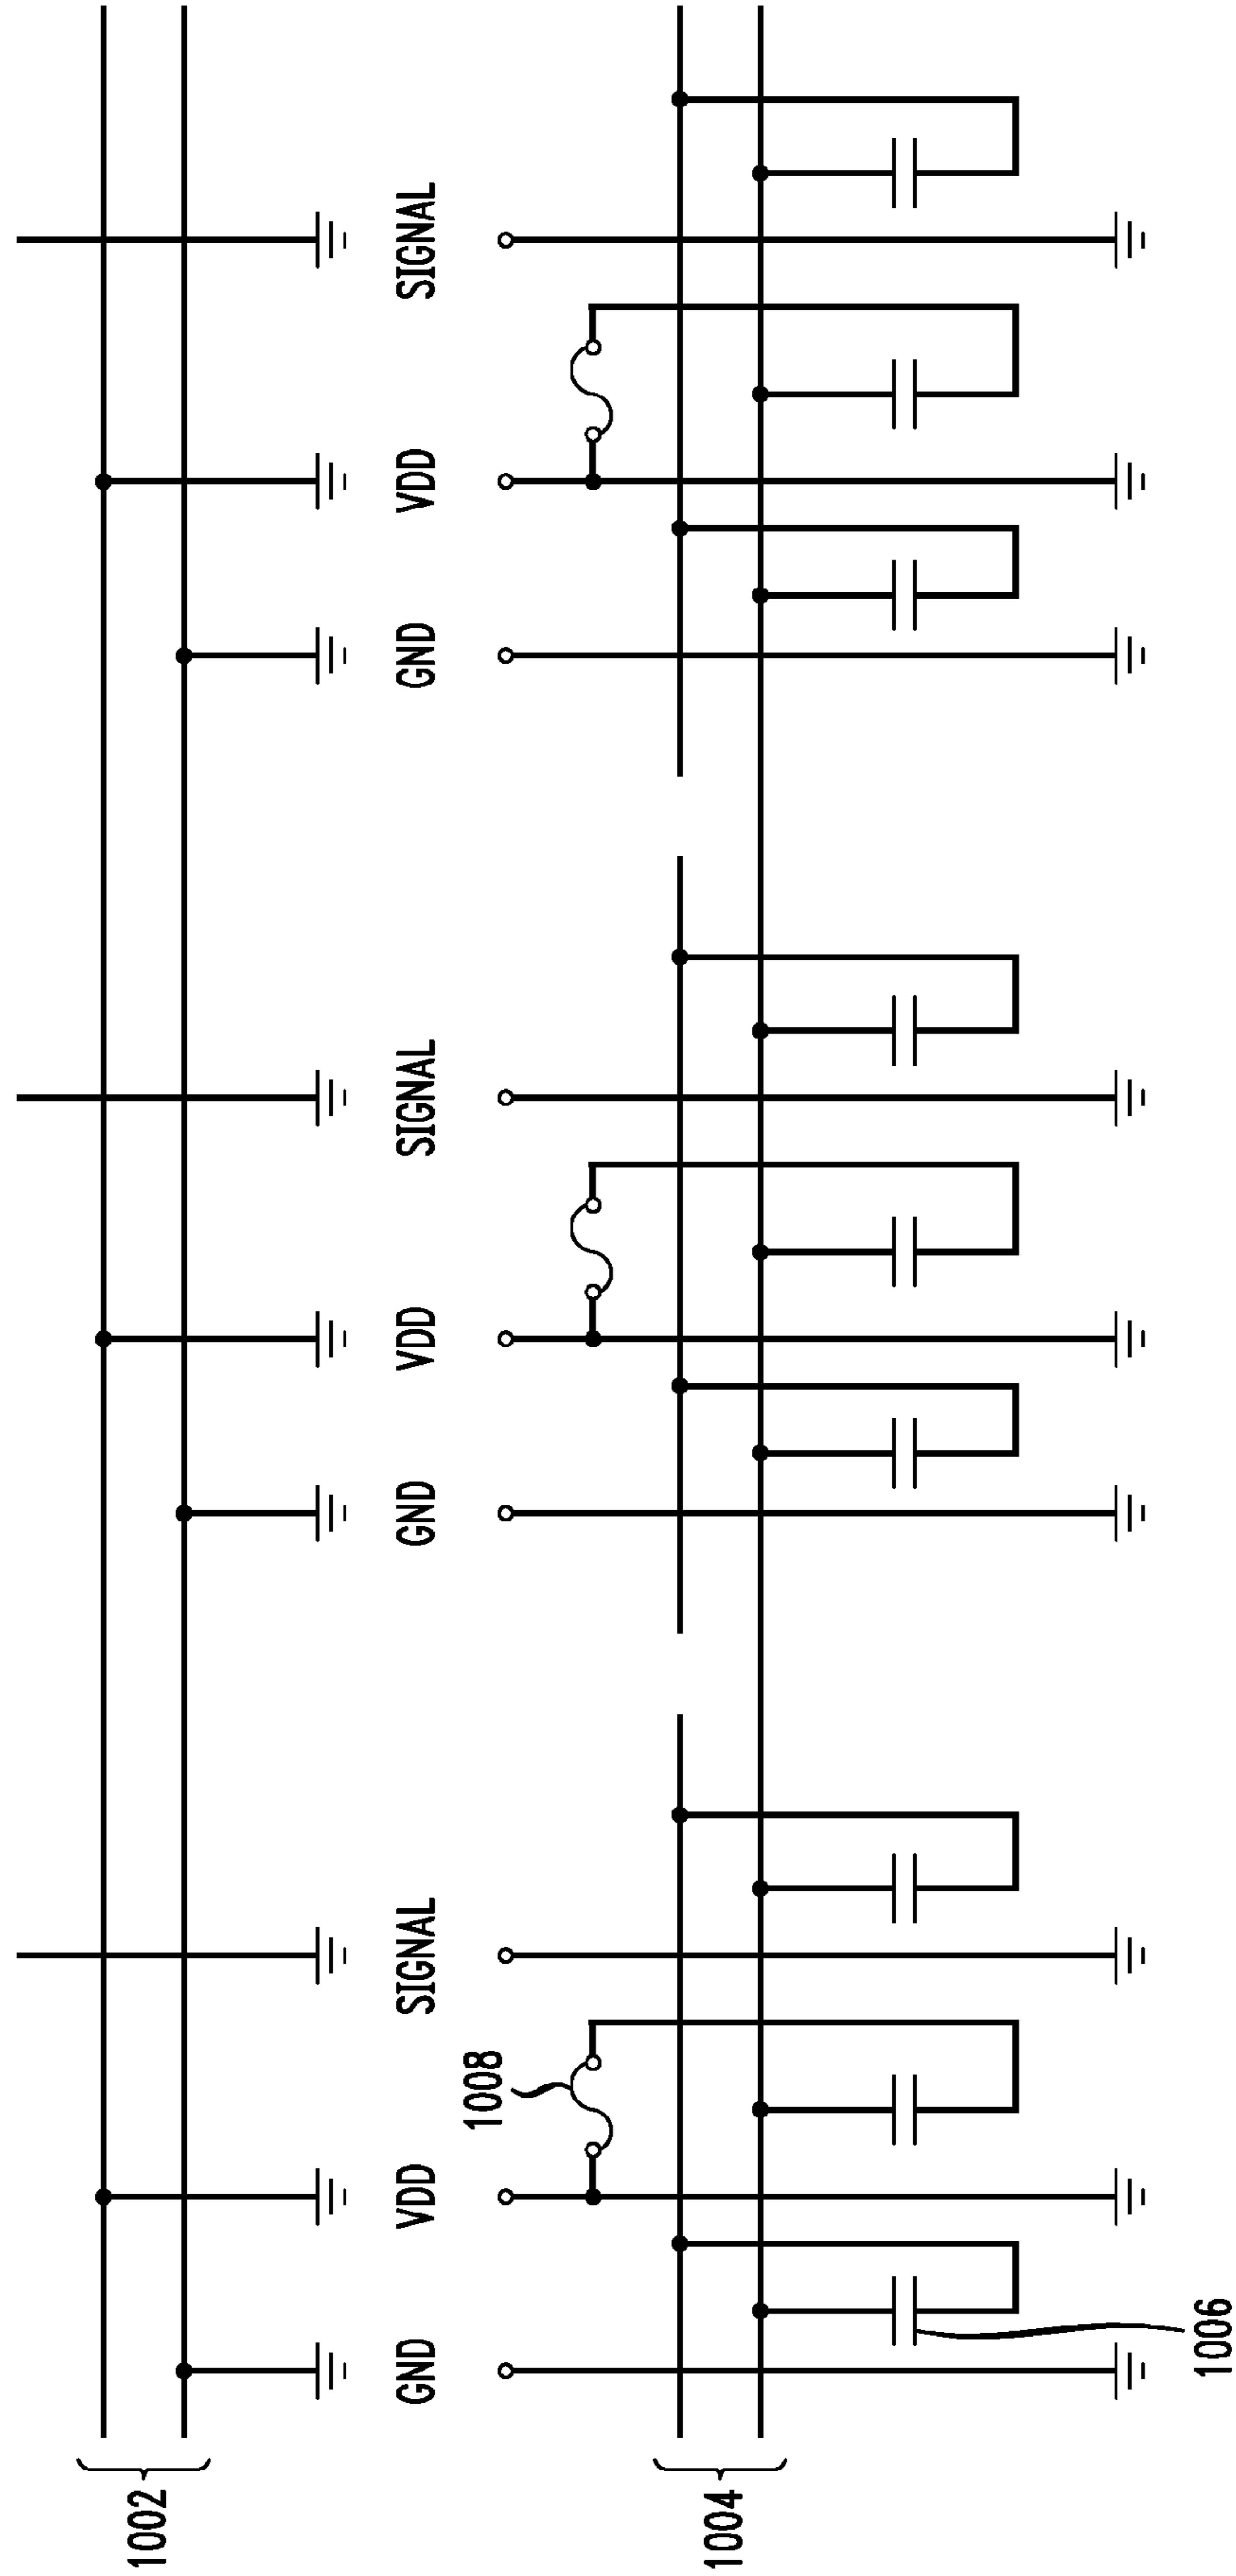 1002
GND
VDD
SIGNAL
GND
VDD
SIGNAL
GND
VDD
SIGNAL
1008
1004
1006